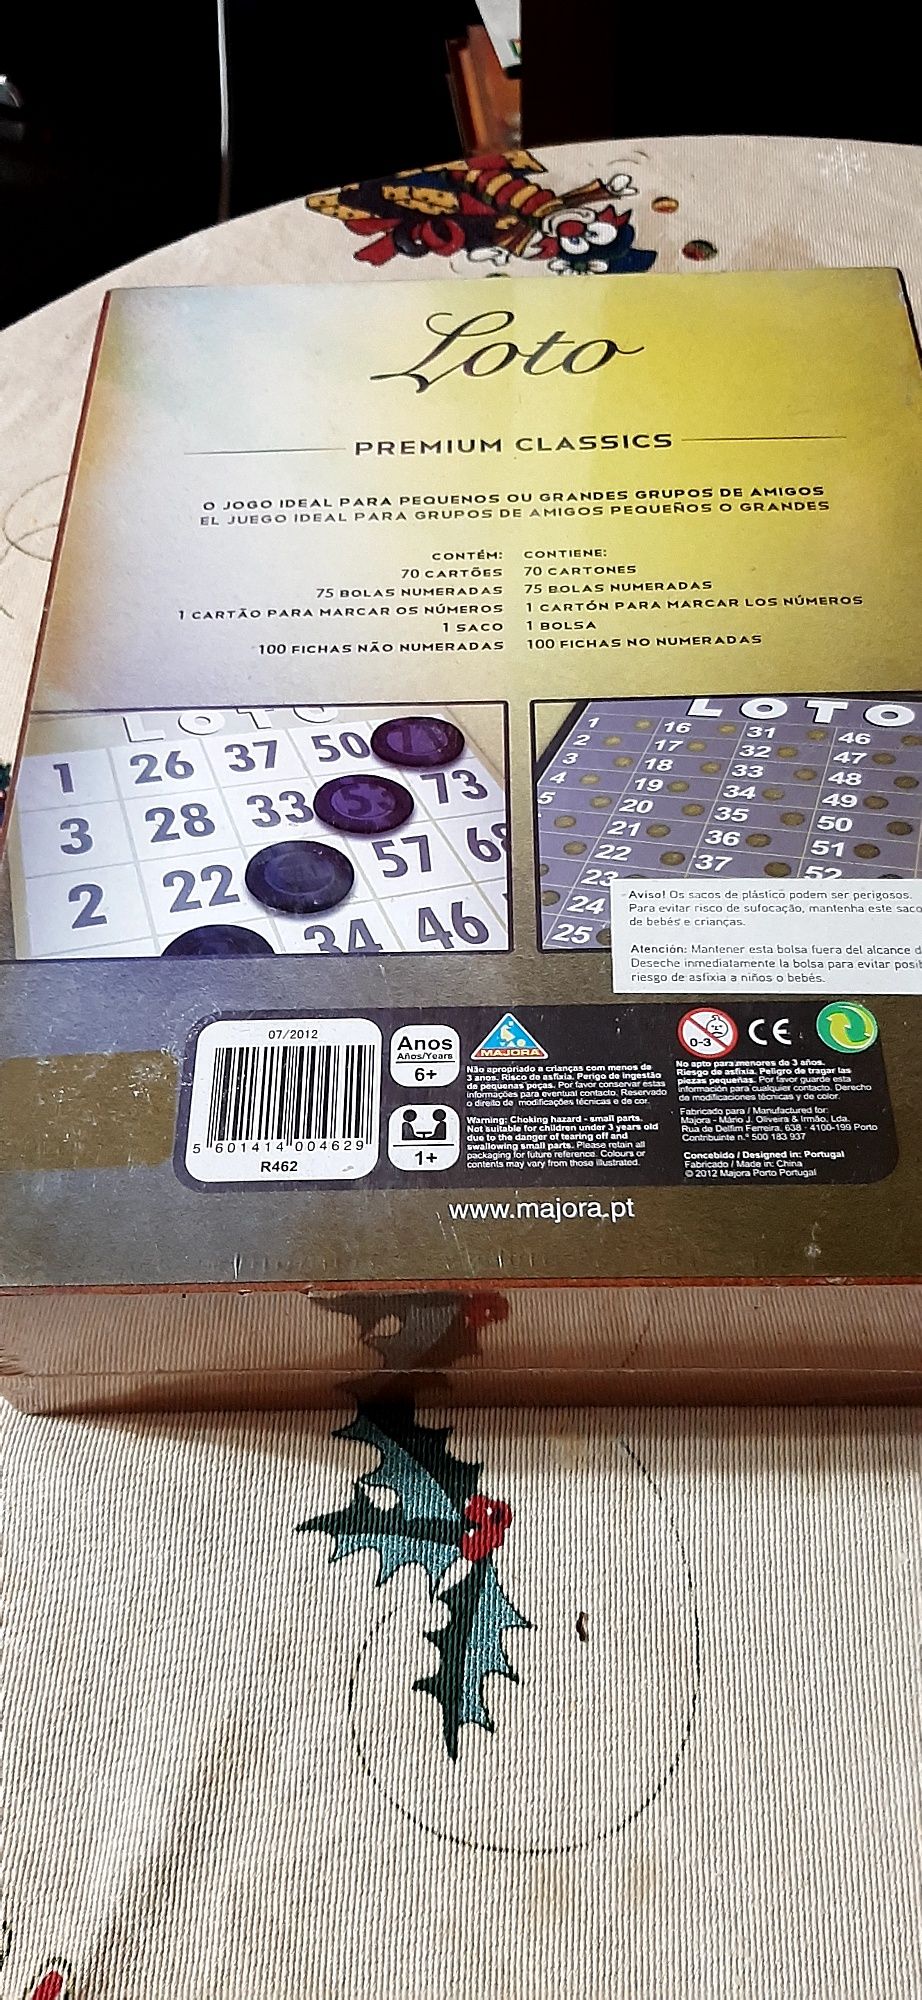 Loto
PREMIUM CLASSICS
O JOGO IDEAL PARA PEQUENOS OU GRANDES GRUPOS DE AMIGOS
EL JUEGO IDEAL PARA GRUPOS DE AMIGOS PEQUEÑOS O GRANDES
CONTÉM:
70 CARTÕES
75 BOLAS NUMERADAS
1 CARTÃO PARA MARCAR OS NÚMEROS
1 SACO
100 FICHAS NÃO NUMERADAS
CONTIENE:
70 CARTONES
75 BOLAS NUMERADAS
1 CARTÓN PARA MARCAR LOS NÚMEROS
1 BOLSA
100 FICHAS NO NUMERADAS
LOTO
1 26 37 50
3 28 33 53 73
2 22 57 68
34 46
LOTO
1 16 31 46
2 17 32 47
3 18 33 48
4 19 34 49
5 20 35 50
21 36 51
22 37 52
23
24
25
Aviso! Os sacos de plástico podem ser perigosos.
Para evitar risco de sufocação, mantenha este saco
de bebés e crianças.
Atención: Mantener esta bolsa fuera del alcance
Deseche inmediatamente la bolsa para evitar
riesgo de asfixia a niños o bebés.
07/2012
5 601414 004629
R462
Anos
Años/Years
6+
1+
MAJORA
Não apropriado a crianças com menos de
3 anos. Risco de asfixia. Perigo de ingestão
de pequenas peças. Por favor conservar estas
informações para eventual contacto. Reservado
o direito de modificações técnicas e de cor.
Warning: Choking hazard - small parts.
Not suitable for children under 3 years old
due to the danger of tearing off and
swallowing small parts. Please retain all
packaging for future reference. Colours or
contents may vary from those illustrated.
0-3
CE
No apto para menores de 3 años.
Riesgo de asfixia. Peligro de tragar las
piezas pequeñas. Por favor guarde esta
información para cualquier contacto. Derecho
de modificaciones técnicas y de color.
Fabricado para / Manufactured for:
Majora - Mário J. Oliveira & Irmão, Lda.
Rua de Delfim Ferreira, 638 - 4100-199 Porto
Contribuinte n.º 500 183 937
Concebido / Designed in: Portugal
Fabricado / Made in: China
© 2012 Majora Porto Portugal
www.majora.pt